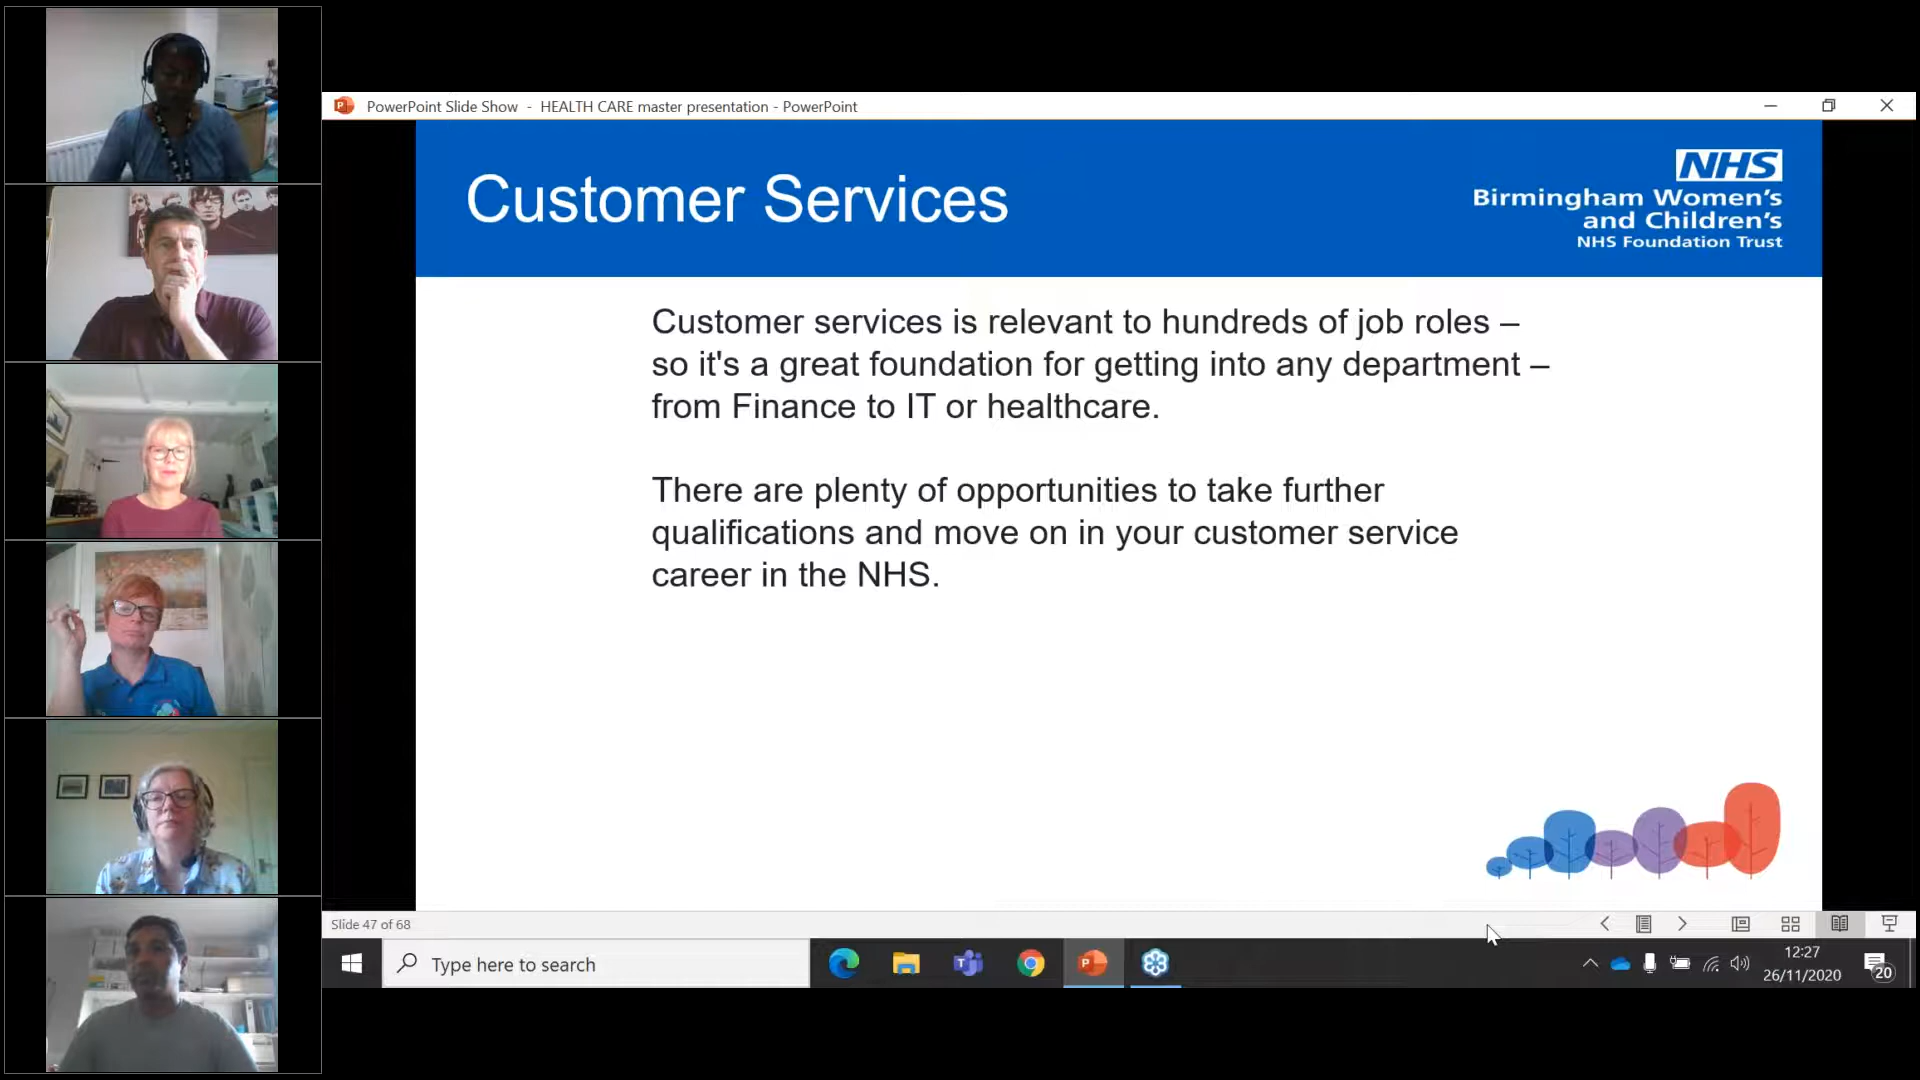 PowerPoint Slide Show - HEALTH CARE master presentation - PowerPoint
Customer Services
NHS
Birmingham Women's
and Children's
NHS Foundation Trust
Customer services is relevant to hundreds of job roles –
so it's a great foundation for getting into any department –
from Finance to IT or healthcare.
There are plenty of opportunities to take further
qualifications and move on in your customer service
career in the NHS.
Slide 47 of 68
Type here to search
12:27
26/11/2020
20